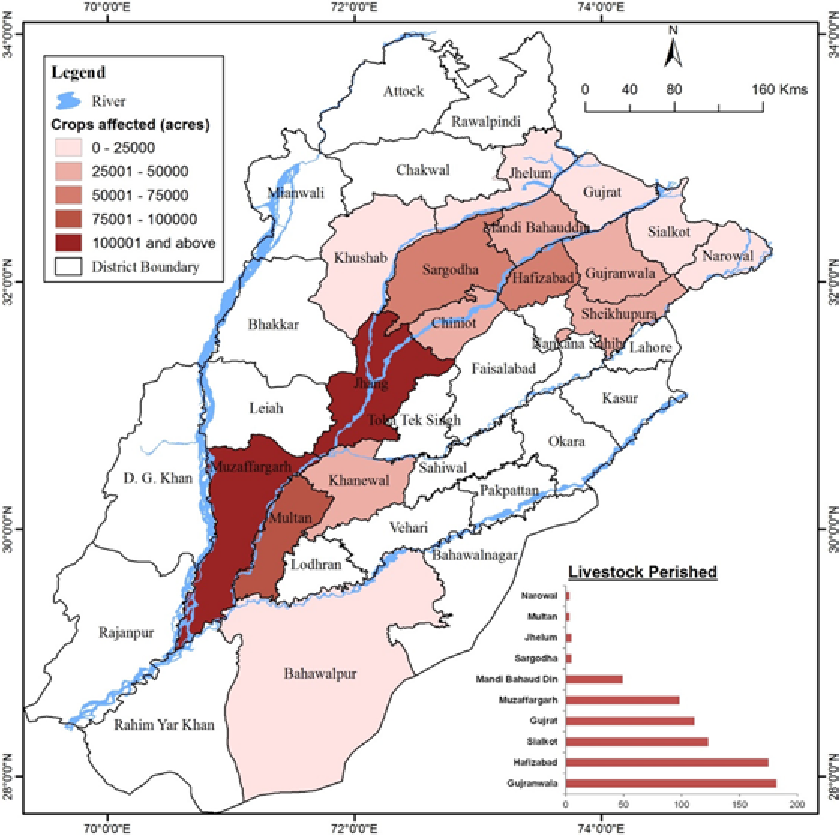 70°0'0"N 72°0'0"N 74°0'0"N
34°0'0"N
34°0'0"N
32°0'0"N
32°0'0"N
30°0'0"N
30°0'0"N
28°0'0"N
28°0'0"N
Legend
River
Crops affected (acres)
0 - 25000
25001 - 50000
50001 - 75000
75001 - 100000
100001 and above
District Boundary
N
0 40 80 160 Kms
Attock
Rawalpindi
Chakwal
Jhelum
Mianwali
Gujrat
Mandi Bahauddin
Sialkot
Khushab
Narowal
Sargodha
Hafizabad
Gujranwala
Sheikhupura
Bhakkar
Chiniot
Nankana Sahib
Lahore
Faisalabad
Jhang
Kasur
Leiah
Toba Tek Singh
Okara
Muzaffargarh
Sahiwal
D. G. Khan
Khanewal
Pakpattan
Multan
Vehari
Bahawalnagar
Lodhran
Rajanpur
Bahawalpur
Rahim Yar Khan
Livestock Perished
Narowal
Multan
Jhelum
Sargodha
Mandi Bahaud Din
Muzaffargarh
Gujrat
Sialkot
Hafizabad
Gujranwala
0 50 100 150 200
70°0'0"N 72°0'0"N 74°0'0"N